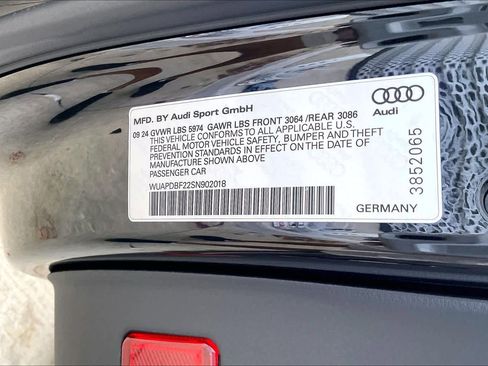 MFD. BY Audi Sport GmbH
09 24 GVWR LBS 5974 GAWR LBS FRONT 3064 /REAR 3086
THIS VEHICLE CONFORMS TO ALL APPLICABLE U.S.
FEDERAL MOTOR VEHICLE SAFETY, BUMPER AND THEFT
PREVENTION STANDARDS IN EFFECT ON THE DATE OF
MANUFACTURE SHOWN ABOVE
PASSENGER CAR
WUAPDBF22SN902018
Audi
3852065
GERMANY